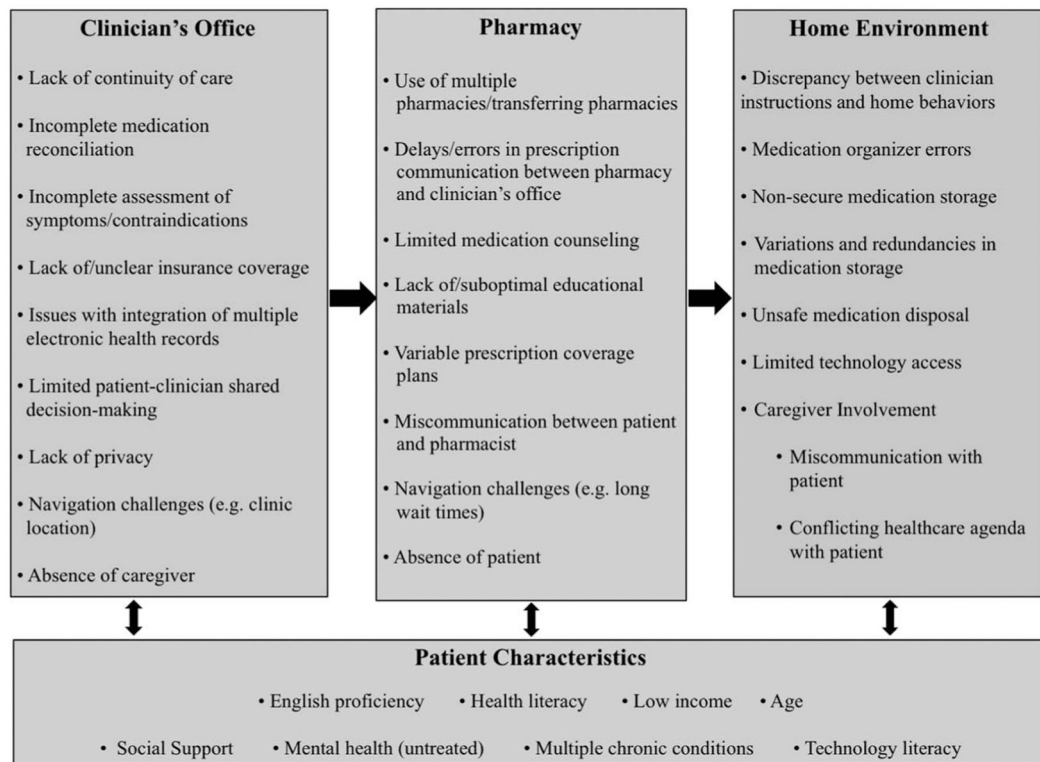 Clinician's Office
• Lack of continuity of care
• Incomplete medication
reconciliation
• Incomplete assessment of
symptoms/contraindications
• Lack of/unclear insurance coverage
• Issues with integration of multiple
electronic health records
• Limited patient-clinician shared
decision-making
• Lack of privacy
• Navigation challenges (e.g. clinic
location)
• Absence of caregiver
Pharmacy
• Use of multiple
pharmacies/transferring pharmacies
• Delays/errors in prescription
communication between pharmacy
and clinician's office
• Limited medication counseling
• Lack of/suboptimal educational
materials
• Variable prescription coverage
plans
• Miscommunication between patient
and pharmacist
• Navigation challenges (e.g. long
wait times)
• Absence of patient
Home Environment
• Discrepancy between clinician
instructions and home behaviors
• Medication organizer errors
• Non-secure medication storage
• Variations and redundancies in
medication storage
• Unsafe medication disposal
• Limited technology access
• Caregiver Involvement
• Miscommunication with
patient
• Conflicting healthcare agenda
with patient
Patient Characteristics
• English proficiency • Health literacy • Low income • Age
• Social Support • Mental health (untreated) • Multiple chronic conditions • Technology literacy